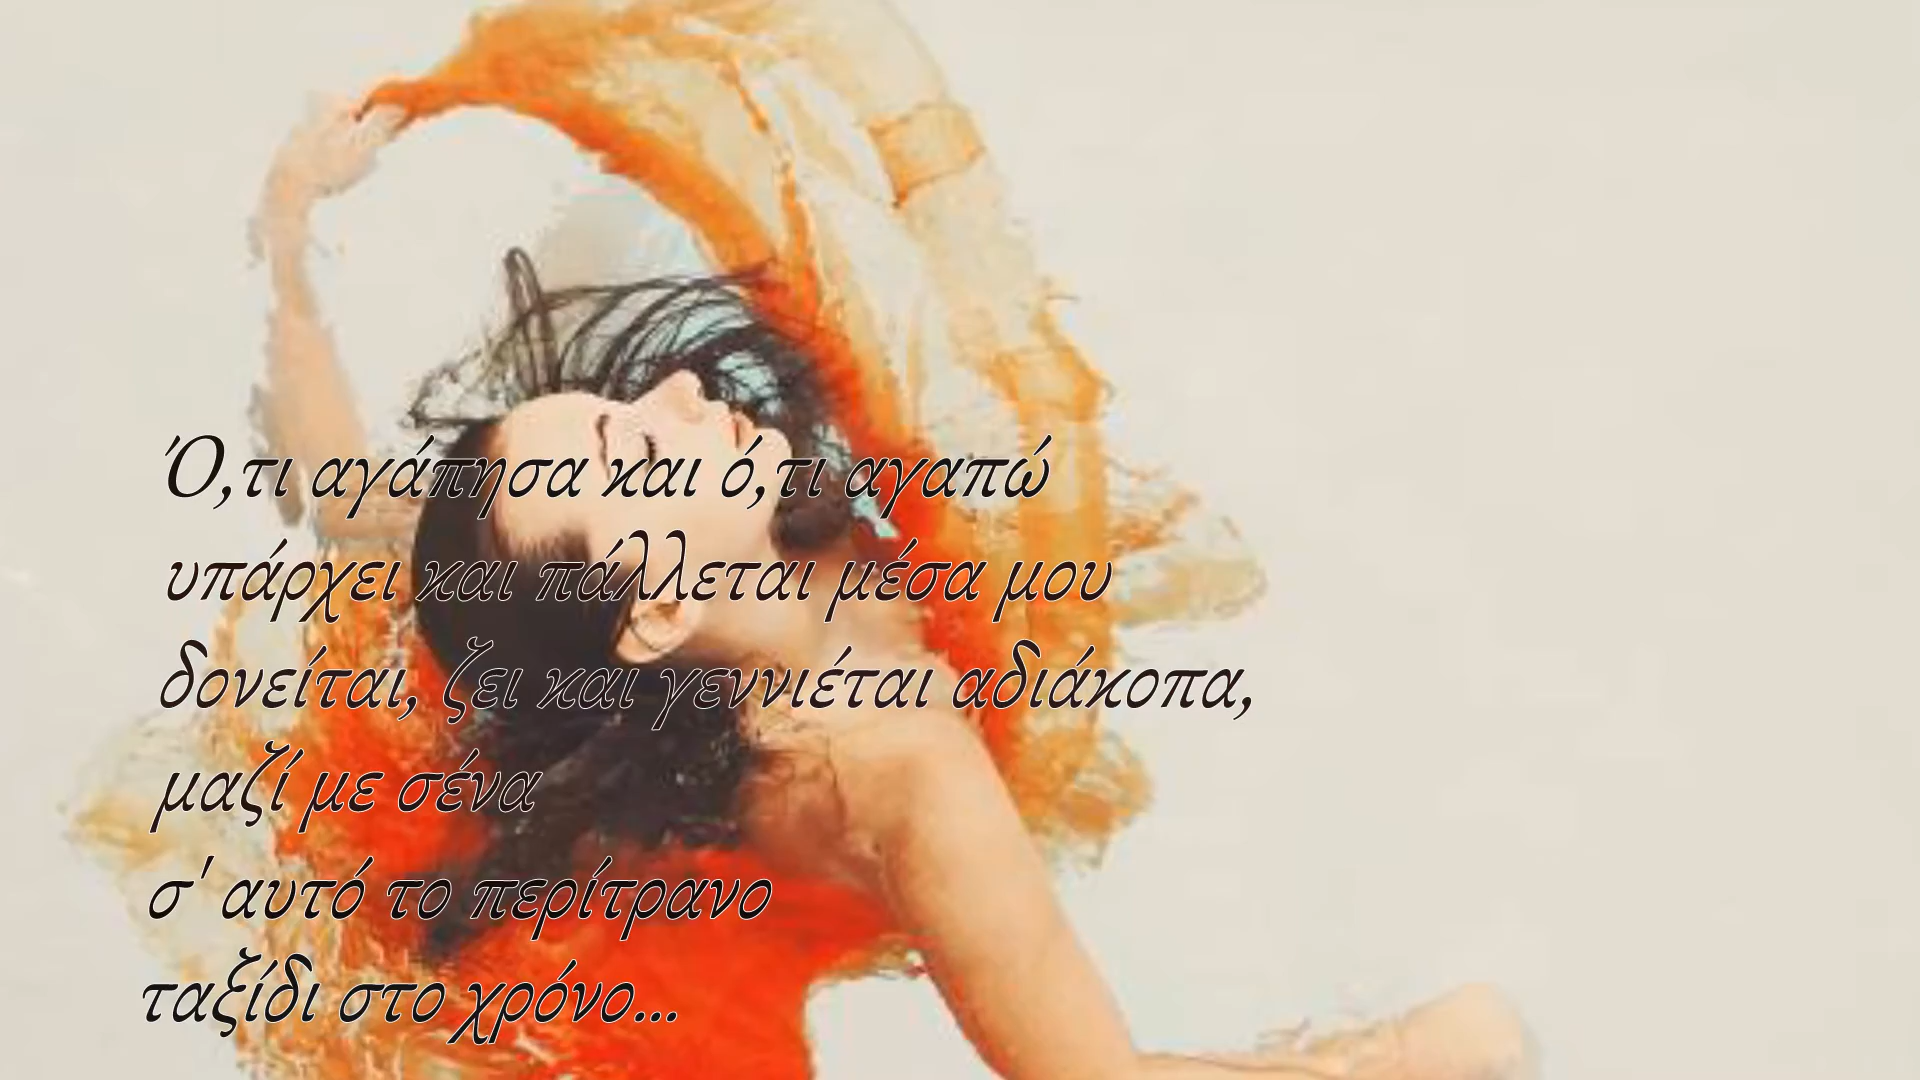 Ό,τι αγάπησα και ό,τι αγαπώ
υπάρχει και πάλλεται μέσα μου
δονείται, ζει και γεννιέται αδιάκοπα,
μαζί με σένα
σ' αυτό το περίτρανο
ταξίδι στο χρόνο...